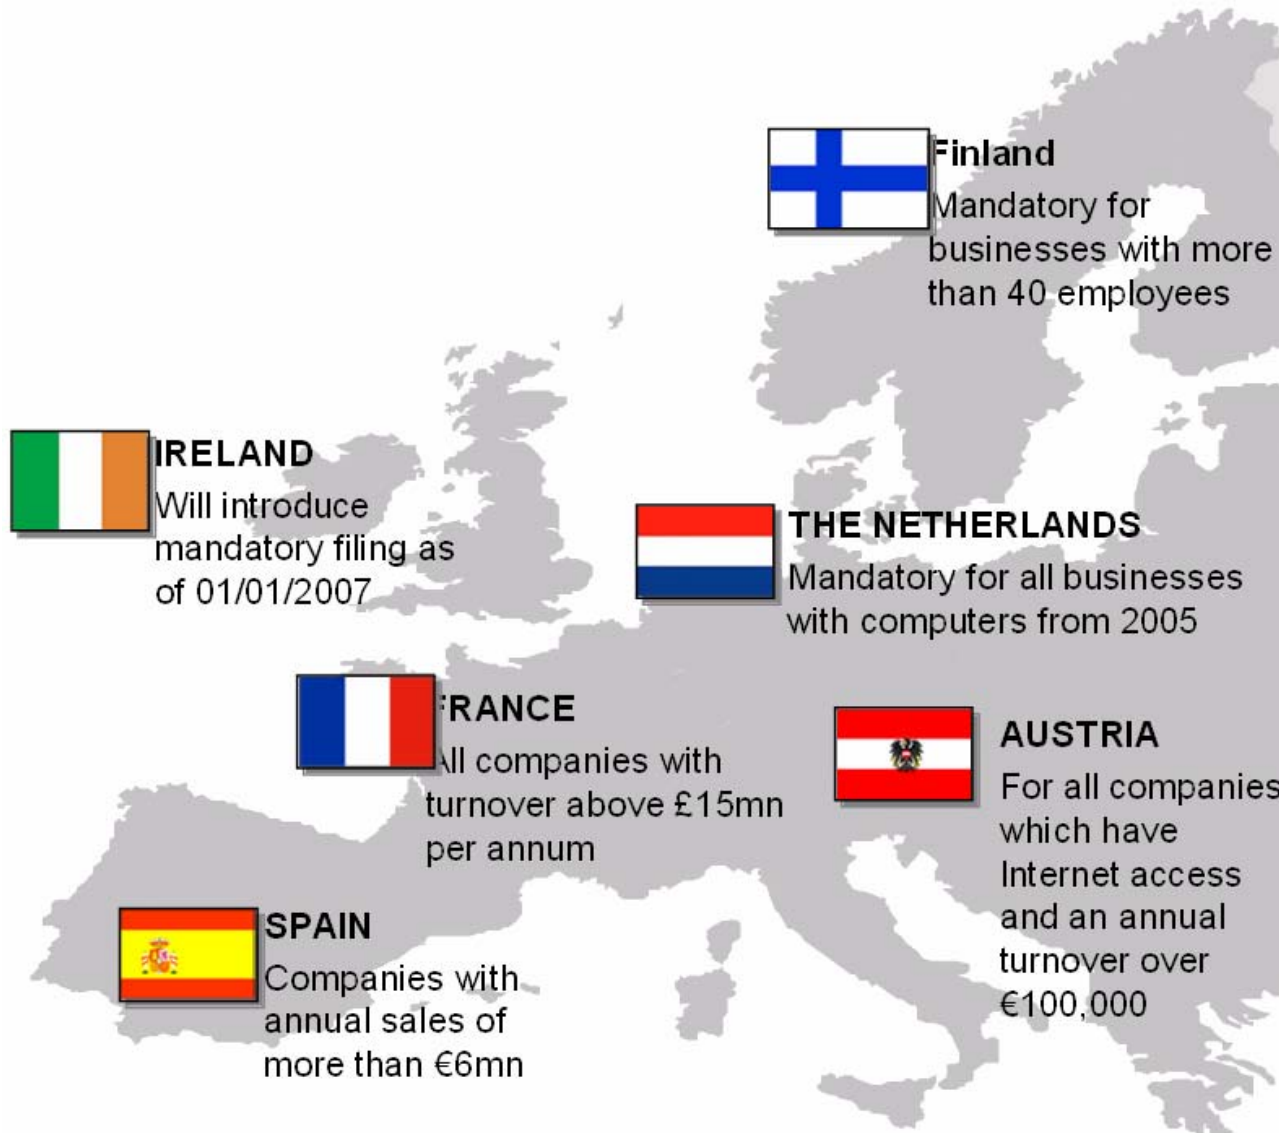 Finland
Mandatory for
businesses with more
than 40 employees
IRELAND
Will introduce
mandatory filing as
of 01/01/2007
THE NETHERLANDS
Mandatory for all businesses
with computers from 2005
FRANCE
All companies with
turnover above £15mn
per annum
AUSTRIA
For all companies
which have
Internet access
and an annual
turnover over
€100,000
SPAIN
Companies with
annual sales of
more than €6mn